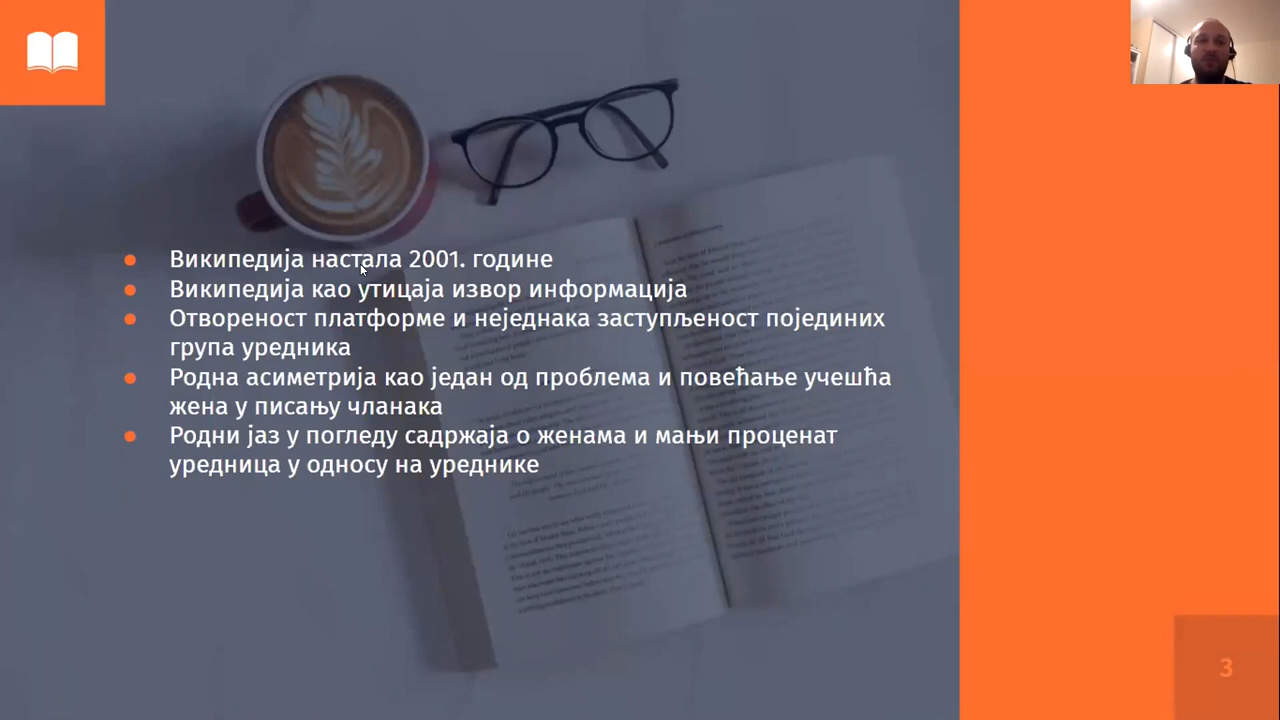 Википедија настала 2001. године
Википедија као утицаја извор информација
Отвореност платформе и неједнака заступљеност појединих
група уредника
Родна асиметрија као један од проблема и повећање учешћа
жена у писању чланака
Родни јаз у погледу садржаја о женама и мањи проценат
уредница у односу на уреднике
3